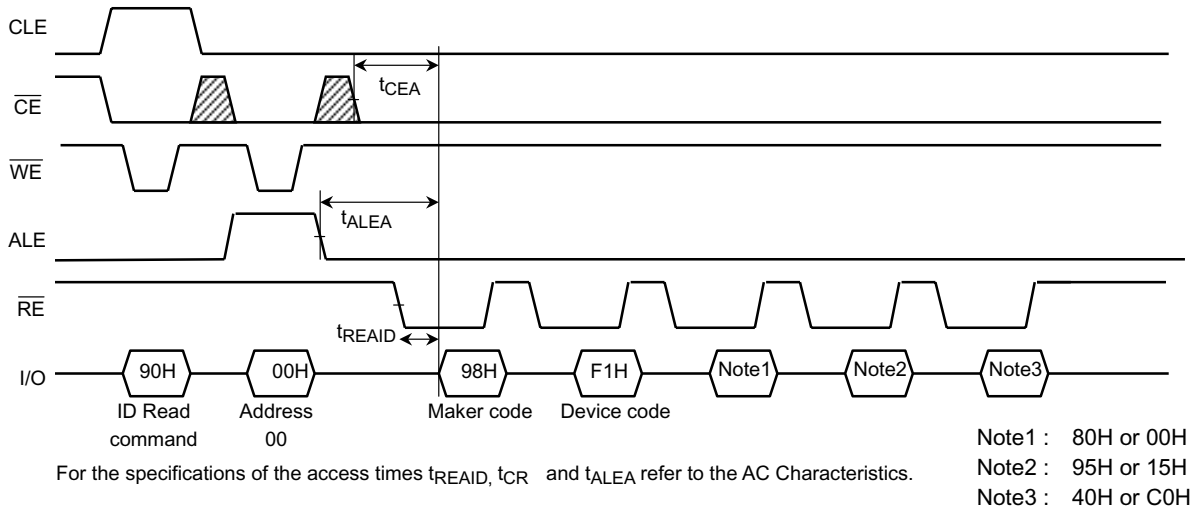 CLE
tCEA
CE
WE
tALEA
ALE
RE
tREAID
I/O
90H
00H
98H
F1H
Note1
Note2
Note3
ID Read
command
Address
00
Maker code
Device code
For the specifications of the access times tREAID, tCR and tALEA refer to the AC Characteristics.
Note1 : 80H or 00H
Note2 : 95H or 15H
Note3 : 40H or C0H